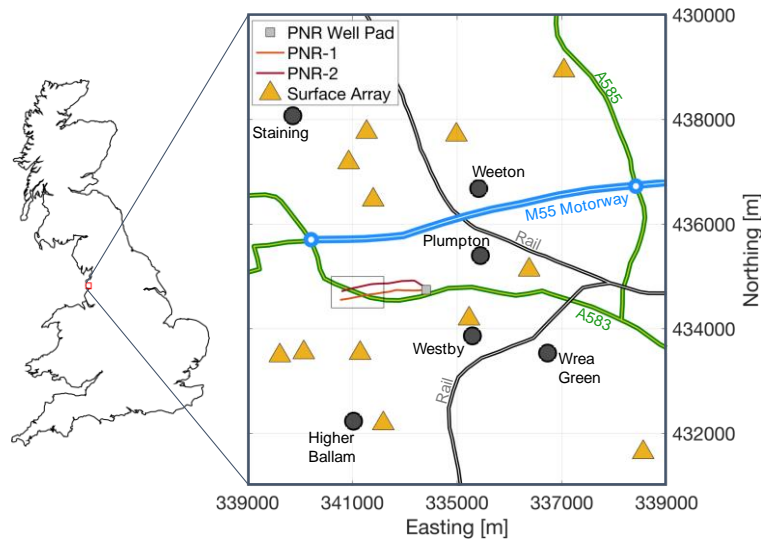 PNR Well Pad
PNR-1
PNR-2
Surface Array
Staining
Weeton
Plumpton
Westby
Wrea
Green
Higher
Ballam
M55 Motorway
A585
A583
Rail
Rail
430000
438000
436000
434000
432000
Northing [m]
339000
341000
335000
337000
339000
Easting [m]